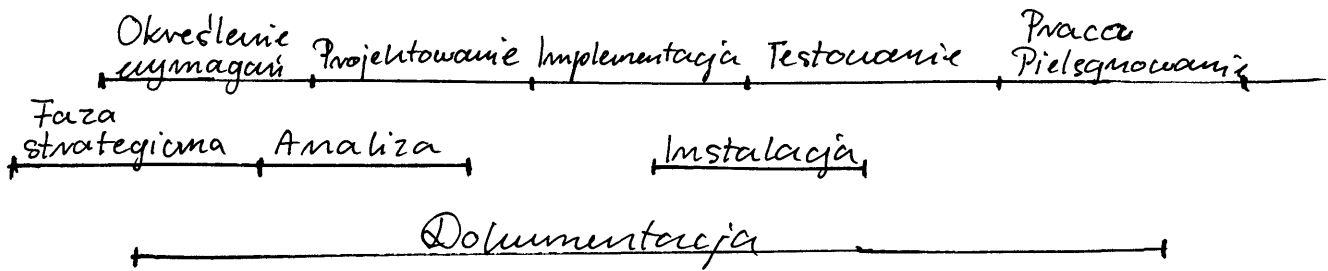 Określenie
wymagań Projektowanie Implementacja Testowanie Praca
Pielęgnowanie
Faza
strategiczna Analiza Instalacja
Dokumentacja